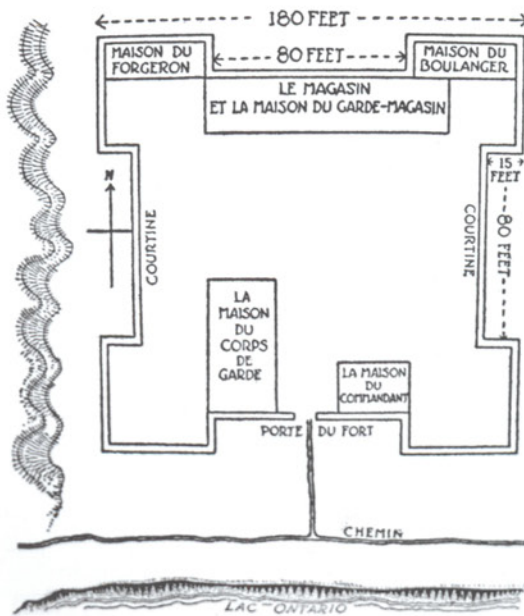 180 FEET
MAISON DU
FORGERON
80 FEET
MAISON DU
BOULANGER
LE MAGASIN
ET LA MAISON DU GARDE-MAGASIN
15
FEET
N
COURTINE
COURTINE
80 FEET
LA
MAISON
DU
CORPS
DE
GARDE
LA MAISON
DU
COMMANDANT
PORTE DU FORT
CHEMIN
LAC-ONTARIO